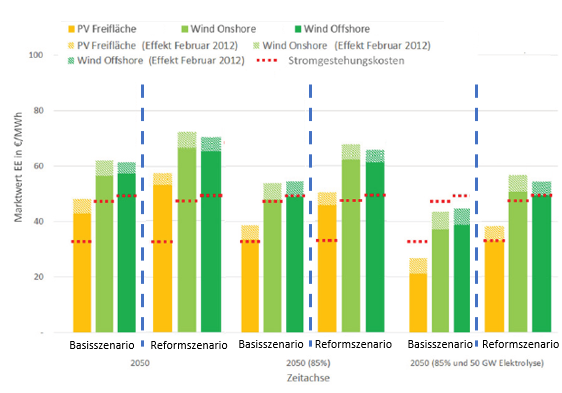 PV Freifläche Wind Onshore Wind Offshore
PV Freifläche (Effekt Februar 2012) Wind Onshore (Effekt Februar 2012)
Wind Offshore (Effekt Februar 2012) Stromgestehungskosten
Marktwert EE in €/MWh
100
80
60
40
20
-
Basisszenario Reformszenario Basisszenario Reformszenario Basisszenario Reformszenario
2050 2050 (85%) 2050 (85% und 50 GW Elektrolyse)
Zeitachse